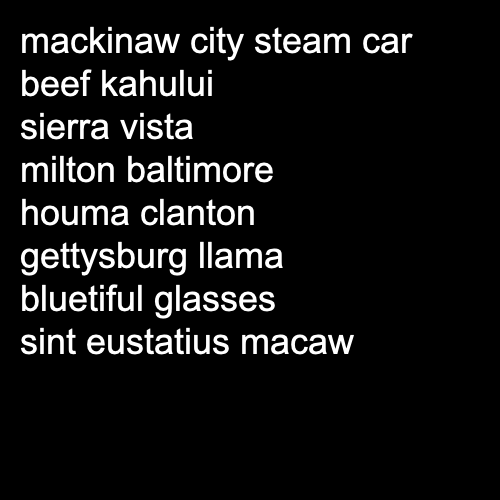 mackinaw city steam car
beef kahului
sierra vista
milton baltimore
houma clanton
gettysburg llama
bluetiful glasses
sint eustatius macaw